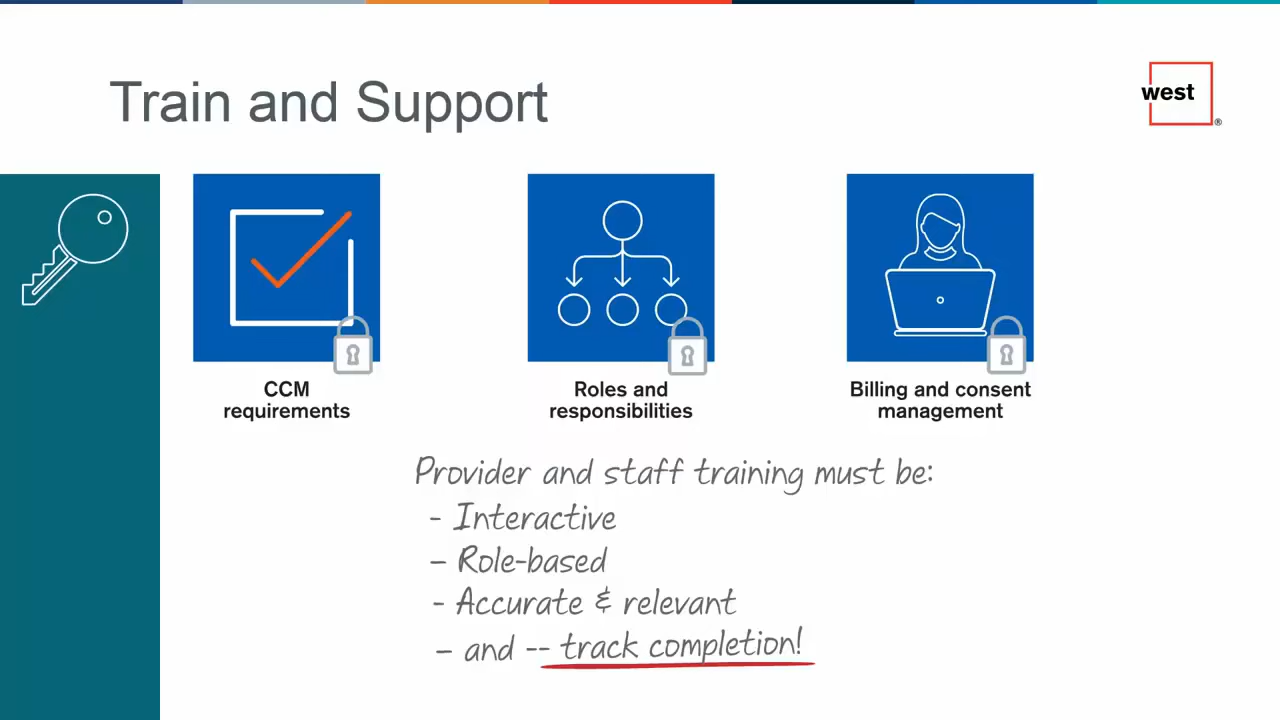 Train and Support
west
®
CCM
requirements
Roles and
responsibilities
Billing and consent
management
Provider and staff training must be:
- Interactive
– Role-based
- Accurate & relevant
– and -- track completion!